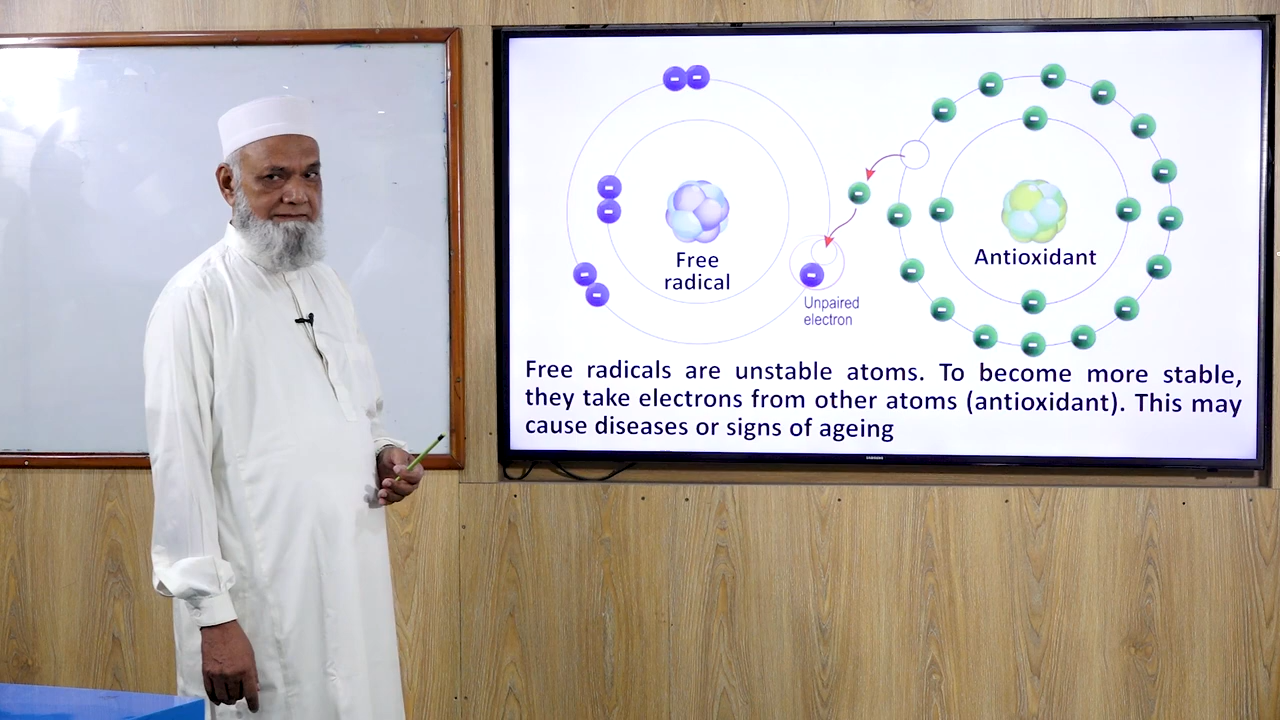 Free
radical
Antioxidant
Unpaired
electron
Free radicals are unstable atoms. To become more stable,
they take electrons from other atoms (antioxidant). This may
cause diseases or signs of ageing
SAMSUNG